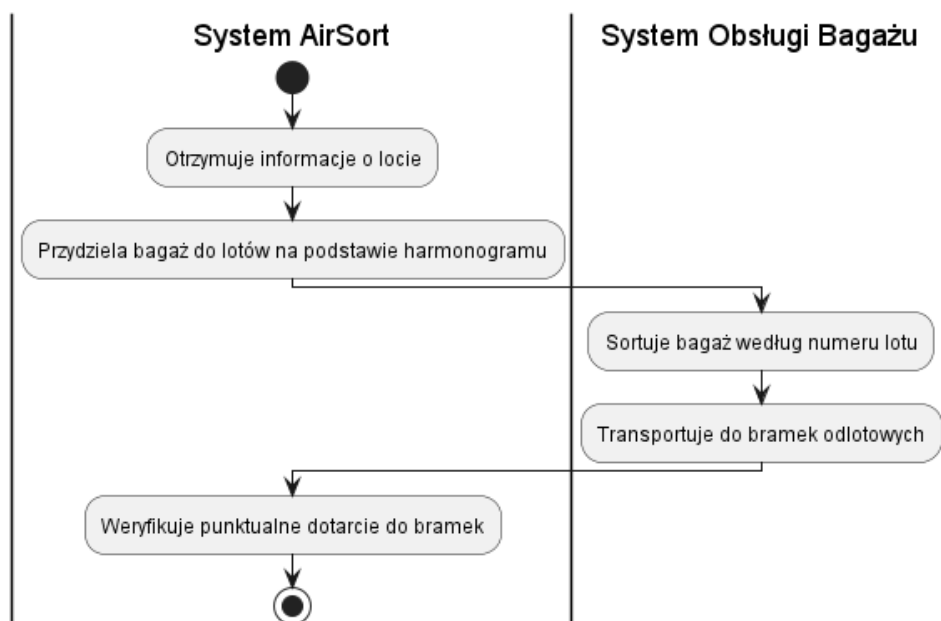 System AirSort
System Obsługi Bagażu
Otrzymuje informacje o locie
Przydziela bagaż do lotów na podstawie harmonogramu
Sortuje bagaż według numeru lotu
Transportuje do bramek odlotowych
Weryfikuje punktualne dotarcie do bramek